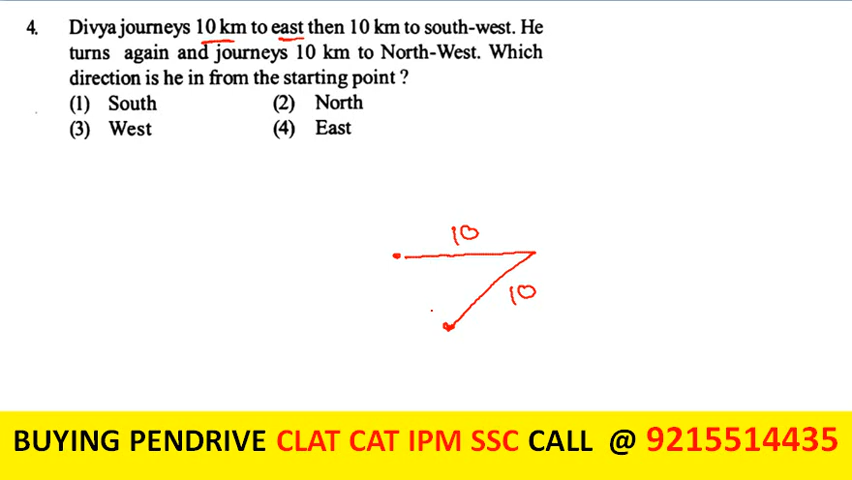 4. Divya journeys 10 km to east then 10 km to south-west. He
turns again and journeys 10 km to North-West. Which
direction is he in from the starting point ?
(1) South (2) North
(3) West (4) East
10
10
BUYING PENDRIVE CLAT CAT IPM SSC CALL @ 9215514435